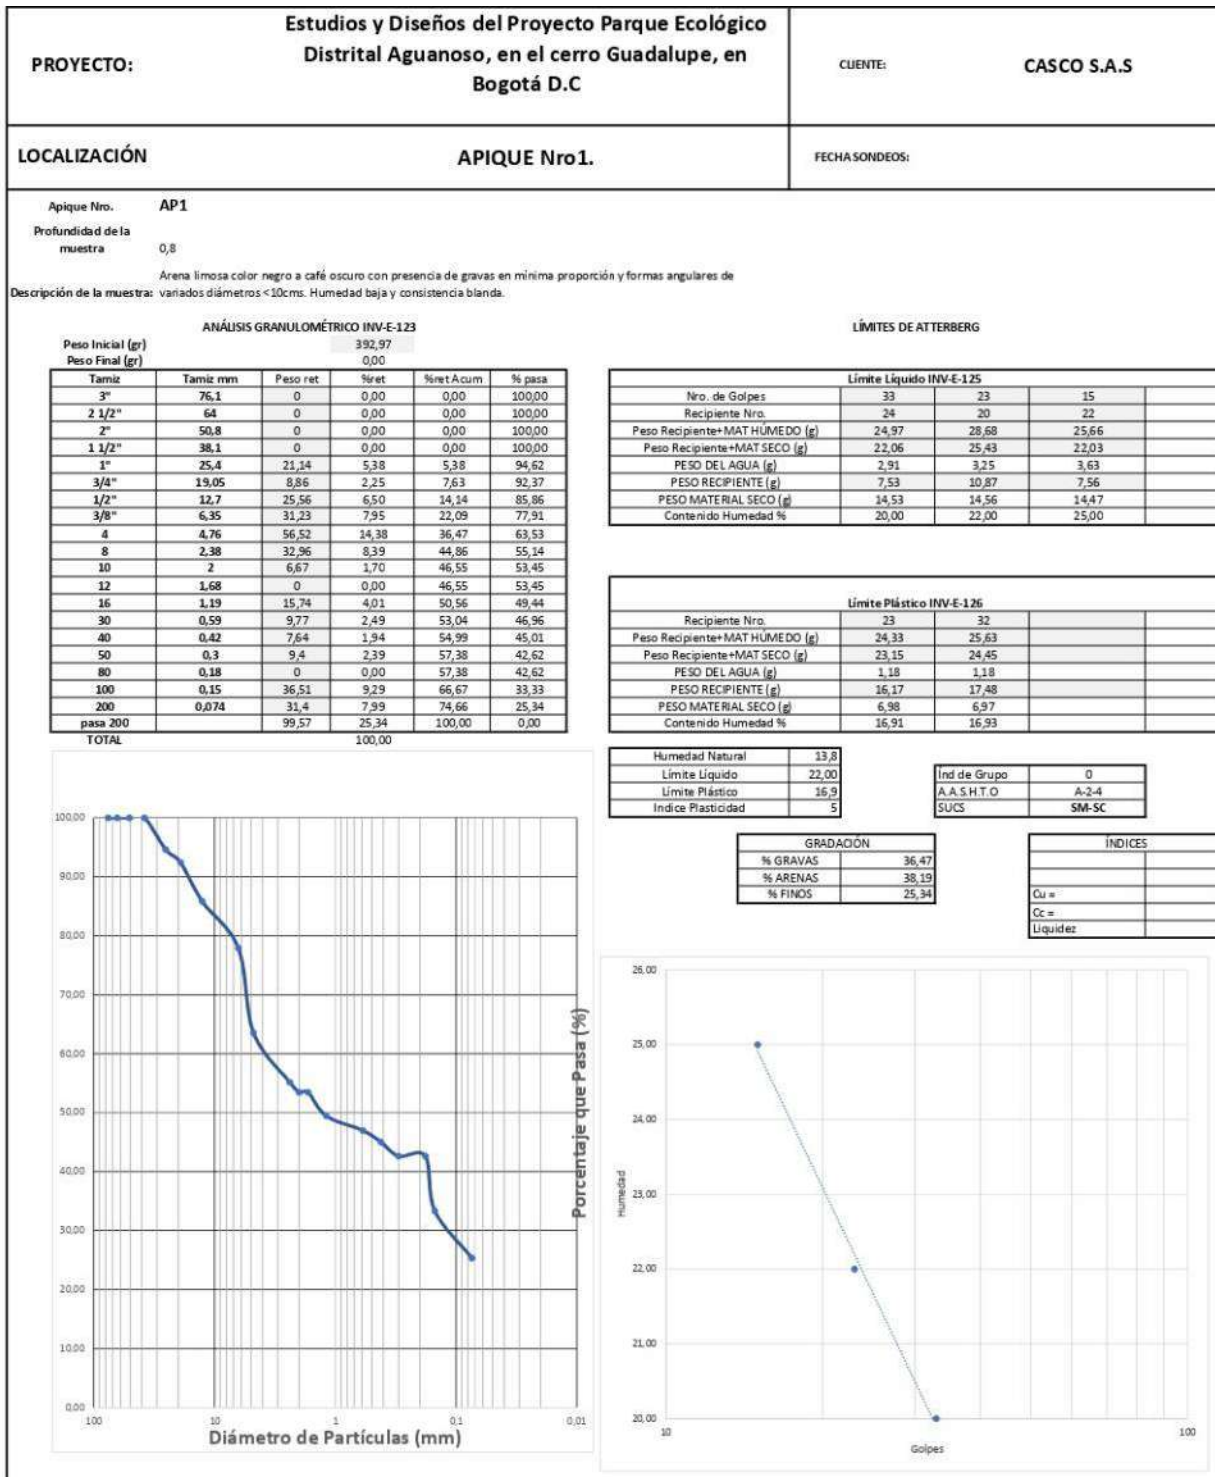 PROYECTO:
Estudios y Diseños del Proyecto Parque Ecológico
Distrital Aguanoso, en el cerro Guadalupe, en
Bogotá D.C
CLIENTE:
CASCO S.A.S
LOCALIZACIÓN
APIQUE Nro1.
FECHA SONDEOS:
Apique Nro. AP1
Profundidad de la
muestra 0,8
Arena limosa color negro a café oscuro con presencia de gravas en mínima proporción y formas angulares de
Descripción de la muestra: variados diámetros <10cms. Humedad baja y consistencia blanda.
ANÁLISIS GRANULOMÉTRICO INV-E-123
Peso Inicial (gr) 392,97
Peso Final (gr) 0,00
Tamiz Tamiz mm Peso ret %ret %ret Acum % pasa
3" 76,1 0 0,00 0,00 100,00
2 1/2" 64 0 0,00 0,00 100,00
2" 50,8 0 0,00 0,00 100,00
1 1/2" 38,1 0 0,00 0,00 100,00
1" 25,4 21,14 5,38 5,38 94,62
3/4" 19,05 8,86 2,25 7,63 92,37
1/2" 12,7 25,56 6,50 14,14 85,86
3/8" 6,35 31,23 7,95 22,09 77,91
4 4,76 56,52 14,38 36,47 63,53
8 2,38 32,96 8,39 44,86 55,14
10 2 6,67 1,70 46,55 53,45
12 1,68 0 0,00 46,55 53,45
16 1,19 15,74 4,01 50,56 49,44
30 0,59 9,77 2,49 53,04 46,96
40 0,42 7,64 1,94 54,99 45,01
50 0,3 9,4 2,39 57,38 42,62
80 0,18 0 0,00 57,38 42,62
100 0,15 36,51 9,29 66,67 33,33
200 0,074 31,4 7,99 74,66 25,34
pasa 200 99,57 25,34 100,00 0,00
TOTAL 100,00
LÍMITES DE ATTERBERG
Límite Líquido INV-E-125
Nro. de Golpes 33 23 15
Recipiente Nro. 24 20 22
Peso Recipiente+MAT HÚMEDO (g) 24,97 28,68 25,66
Peso Recipiente+MAT SECO (g) 22,06 25,43 22,03
PESO DEL AGUA (g) 2,91 3,25 3,63
PESO RECIPIENTE (g) 7,53 10,87 7,56
PESO MATERIAL SECO (g) 14,53 14,56 14,47
Contenido Humedad % 20,00 22,00 25,00
Límite Plástico INV-E-126
Recipiente Nro. 23 32
Peso Recipiente+MAT HÚMEDO (g) 24,33 25,63
Peso Recipiente+MAT SECO (g) 23,15 24,45
PESO DEL AGUA (g) 1,18 1,18
PESO RECIPIENTE (g) 16,17 17,48
PESO MATERIAL SECO (g) 6,98 6,97
Contenido Humedad % 16,91 16,93
Humedad Natural 13,8
Límite Líquido 22,00
Límite Plástico 16,9
Indice Plasticidad 5
Índ de Grupo 0
A.A.S.H.T.O A-2-4
SUCS SM-SC
GRADACIÓN
% GRAVAS 36,47
% ARENAS 38,19
% FINOS 25,34
ÍNDICES
Cu =
Cc =
Liquidez
100,00
90,00
80,00
70,00
60,00
50,00
40,00
30,00
20,00
10,00
0,00
100 10 1 0,1 0,01
Diámetro de Partículas (mm)
Porcentaje que Pasa (%)
26,00
25,00
24,00
23,00
22,00
21,00
20,00
Humedad
10 100
Golpes